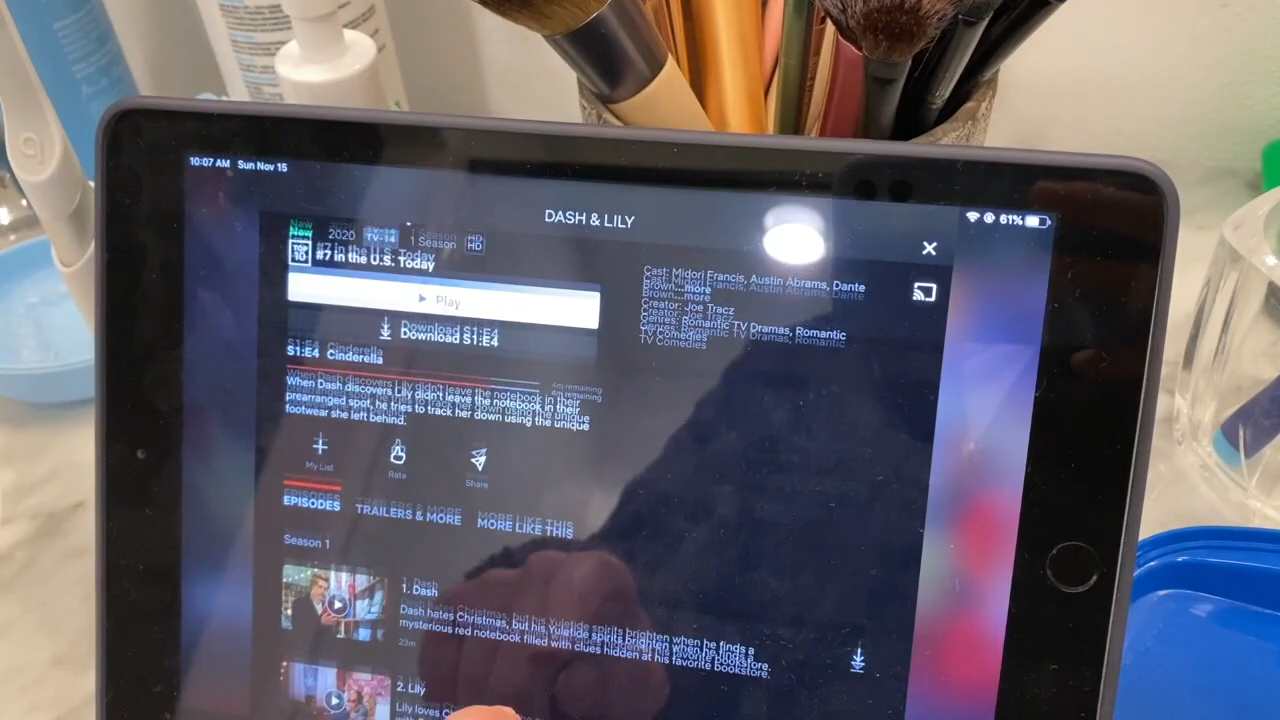 10:07 AM Sun Nov 15
61%
DASH & LILY
New 2020 TV-14 1 Season HD
TOP 10 #7 in the U.S. Today
Play
Download S1:E4
S1:E4 Cinderella
4m remaining
When Dash discovers Lily didn't leave the notebook in their
prearranged spot, he tries to track her down using the unique
footwear she left behind.
Cast: Midori Francis, Austin Abrams, Dante
Brown...more
Creator: Joe Tracz
Genres: Romantic TV Dramas, Romantic
TV Comedies
My List
Rate
Share
EPISODES
TRAILERS & MORE
MORE LIKE THIS
Season 1
1. Dash
23m
Dash hates Christmas, but his Yuletide spirits brighten when he finds a
mysterious red notebook filled with clues hidden at his favorite bookstore.
2. Lily
Lily loves